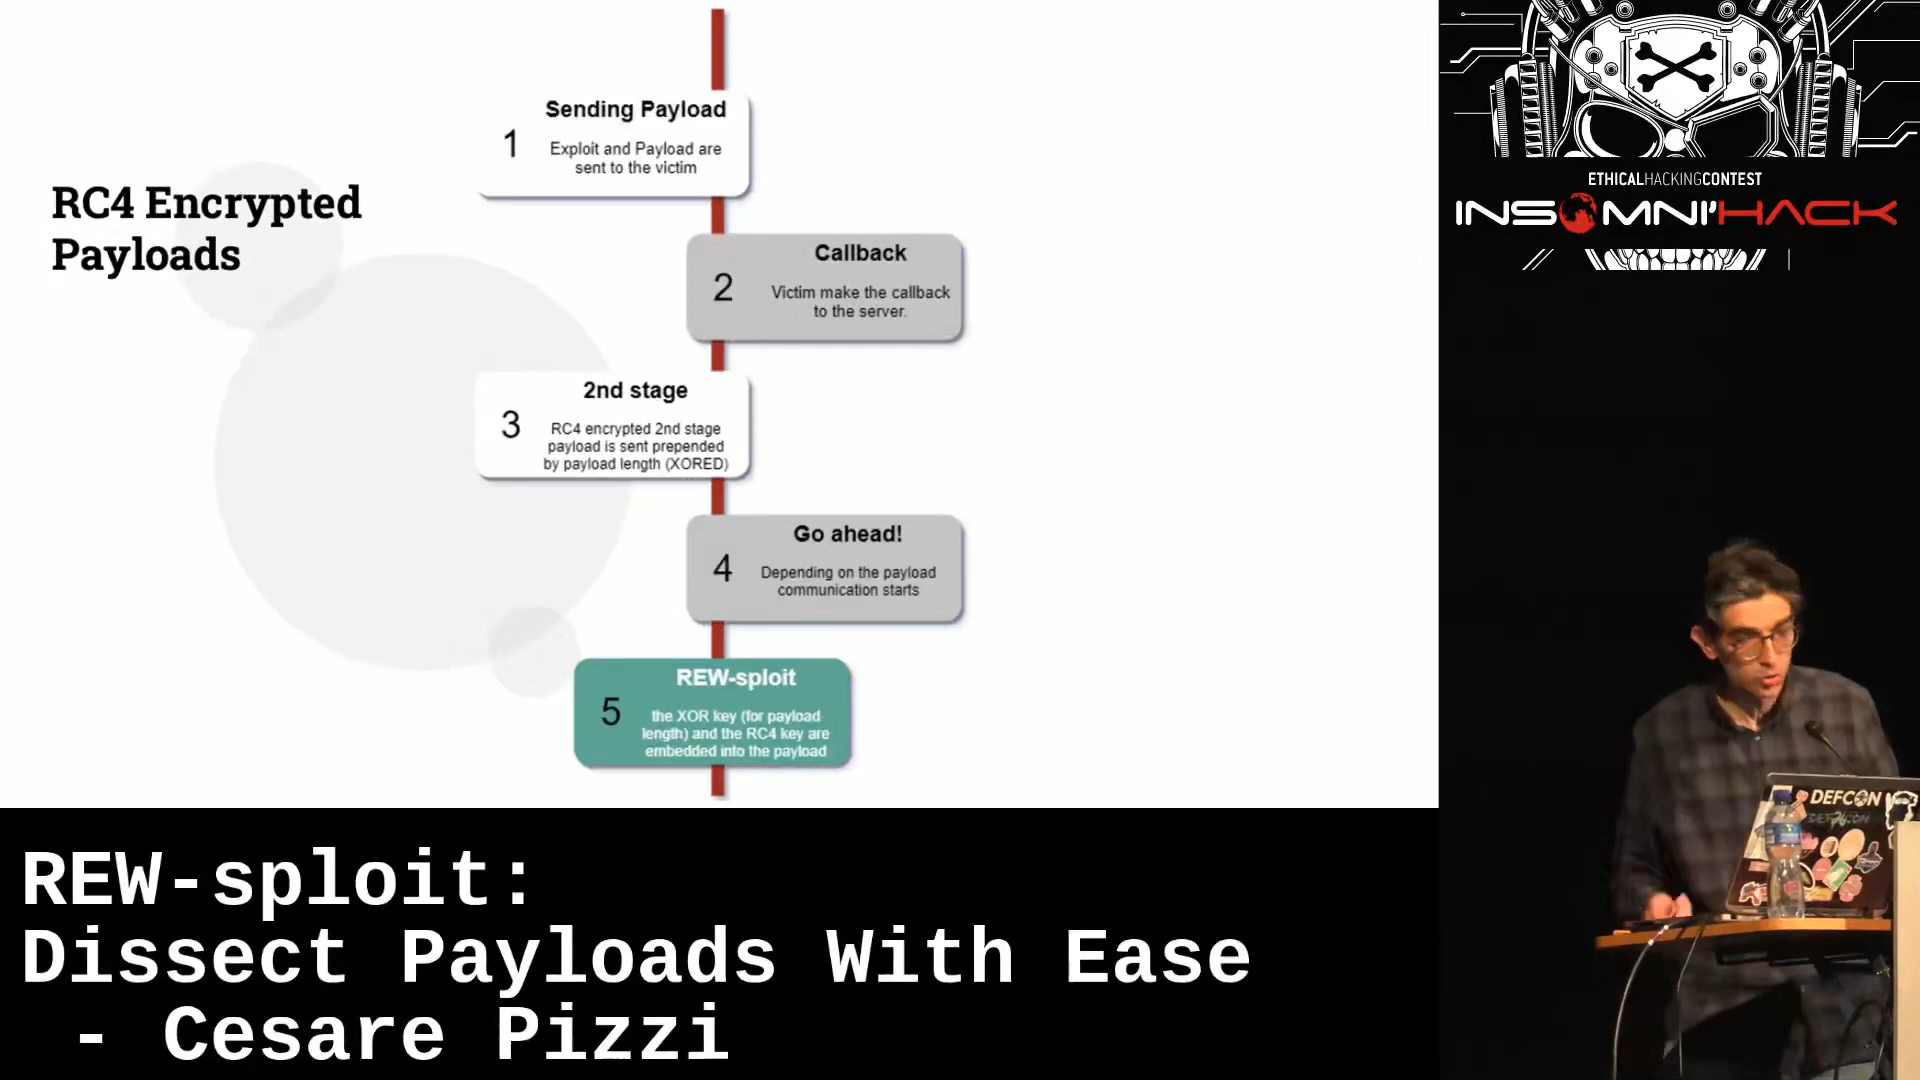 RC4 Encrypted
Payloads
1
Sending Payload
Exploit and Payload are
sent to the victim
2
Callback
Victim make the callback
to the server.
3
2nd stage
RC4 encrypted 2nd stage
payload is sent prepended
by payload length (XORED)
4
Go ahead!
Depending on the payload
communication starts
5
REW-sploit
the XOR key (for payload
length) and the RC4 key are
embedded into the payload
ETHICALHACKINGCONTEST
INSOMNI'HACK
DEFCON
REW-sploit:
Dissect Payloads With Ease
- Cesare Pizzi